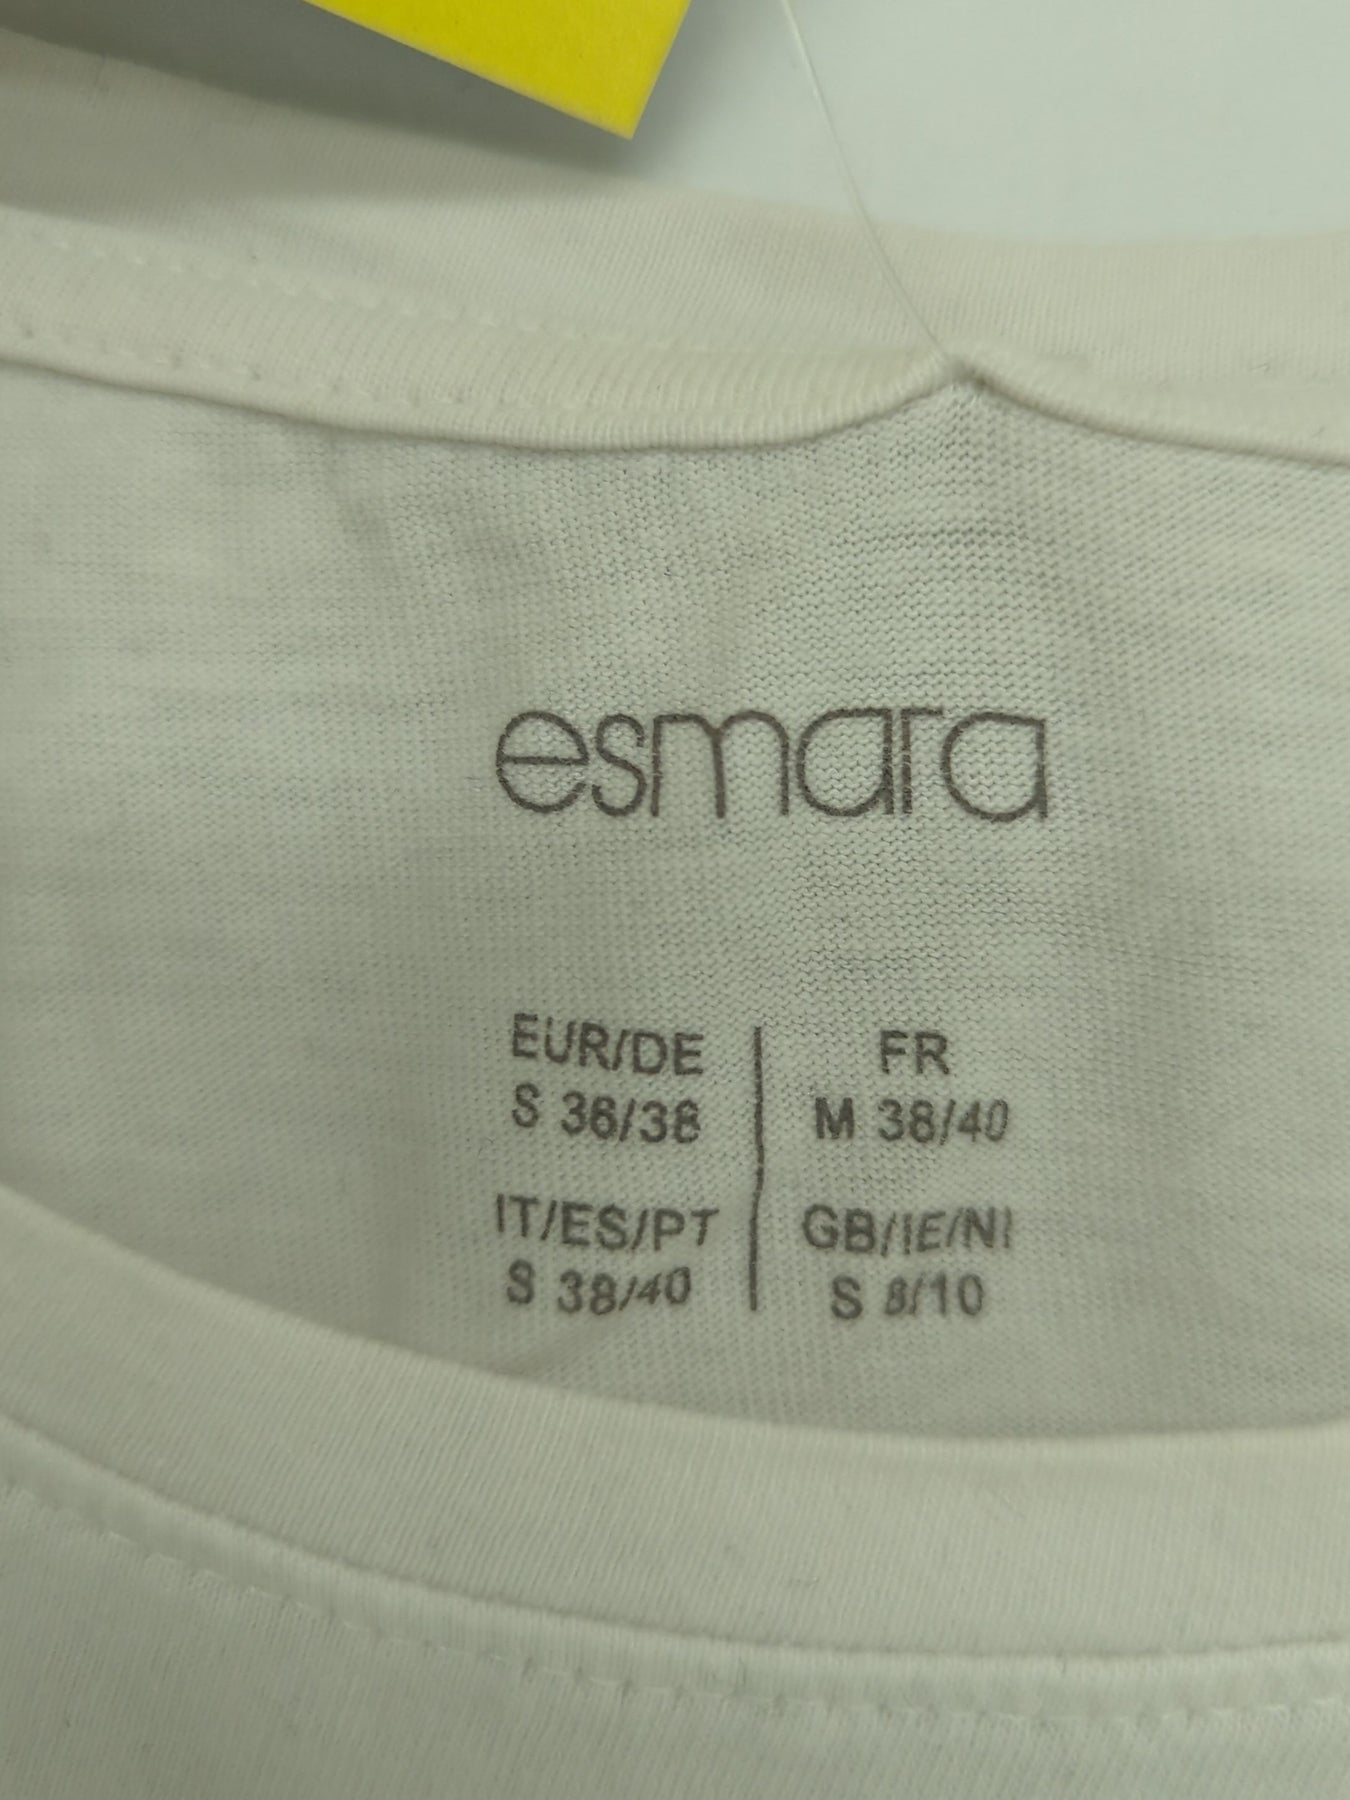 esmara
EUR/DE
S 36/38
FR
M 38/40
IT/ES/PT
S 38/40
GB/IE/NI
S 8/10